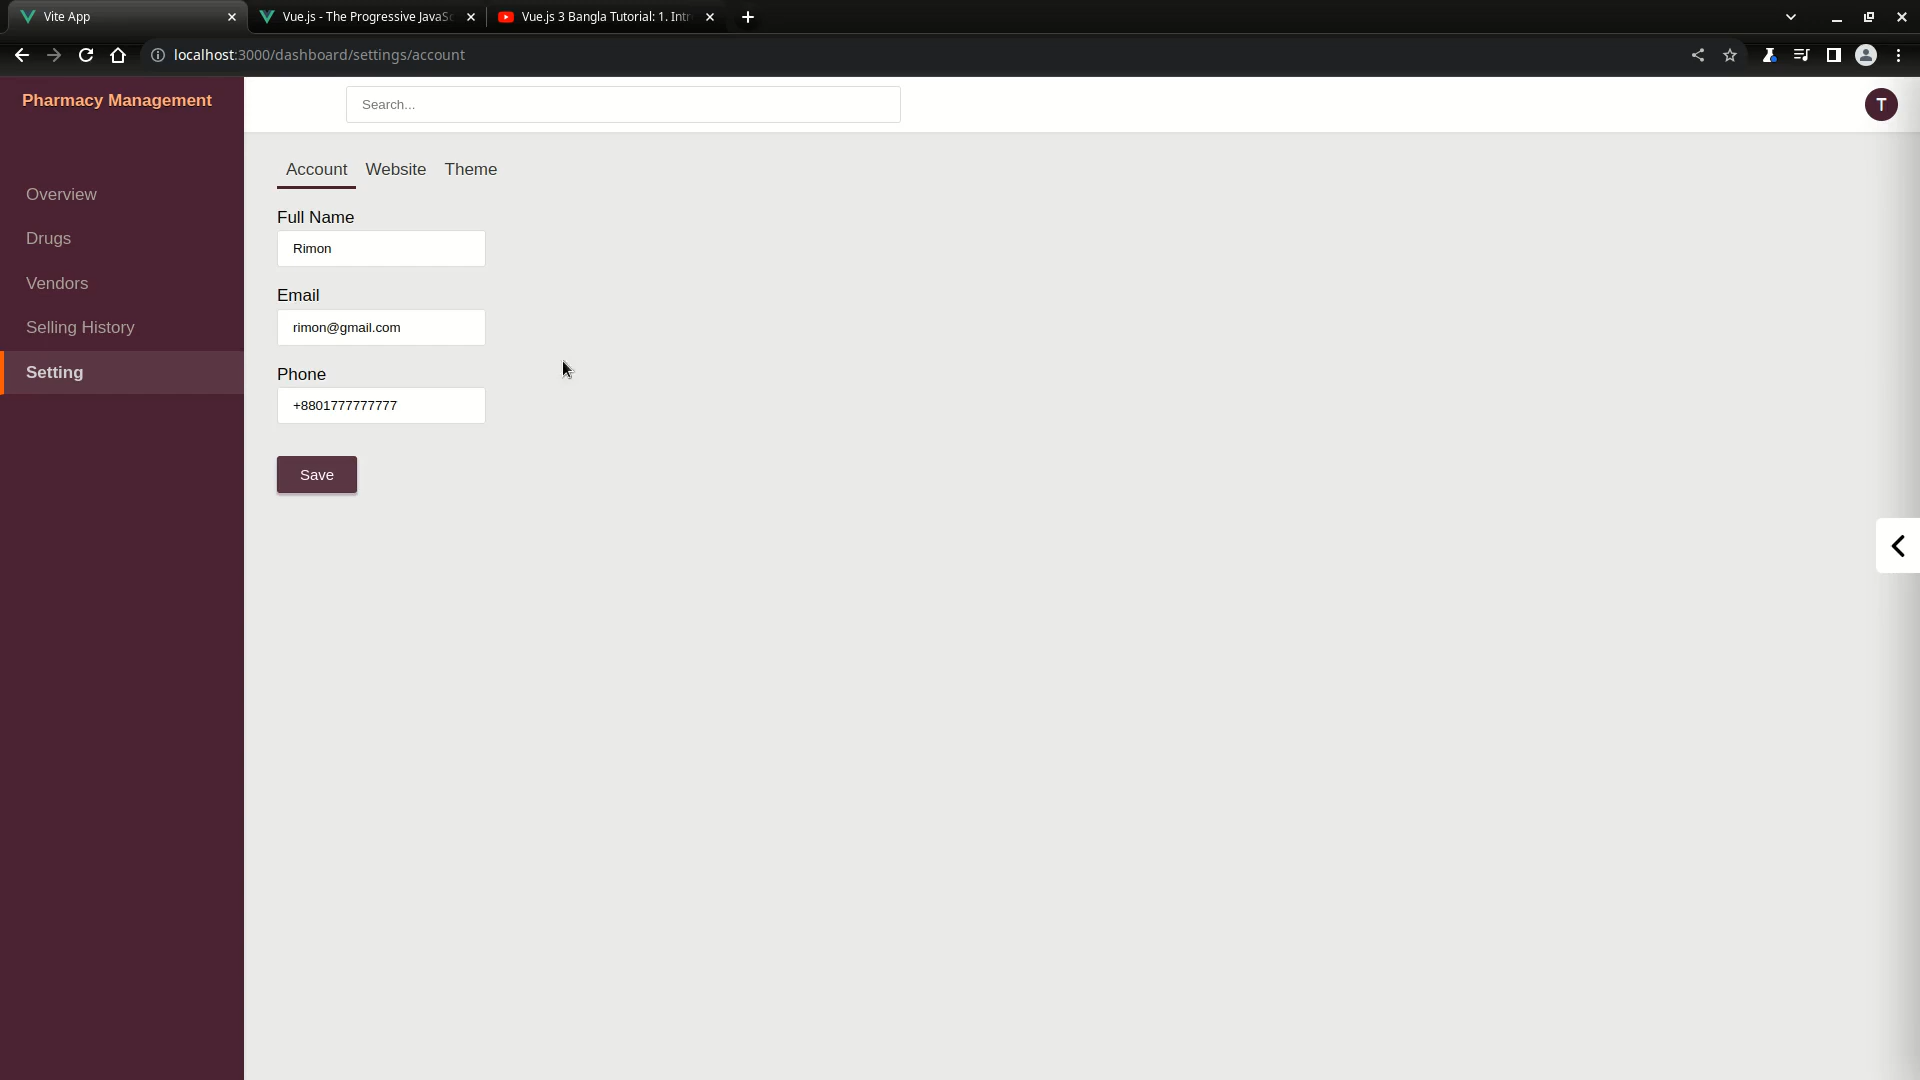 Vite App
Vue.js - The Progressive JavaSc
Vue.js 3 Bangla Tutorial: 1. Intr
localhost:3000/dashboard/settings/account
Pharmacy Management
Search...
T
Overview
Drugs
Vendors
Selling History
Setting
Account Website Theme
Full Name
Rimon
Email
rimon@gmail.com
Phone
+8801777777777
Save